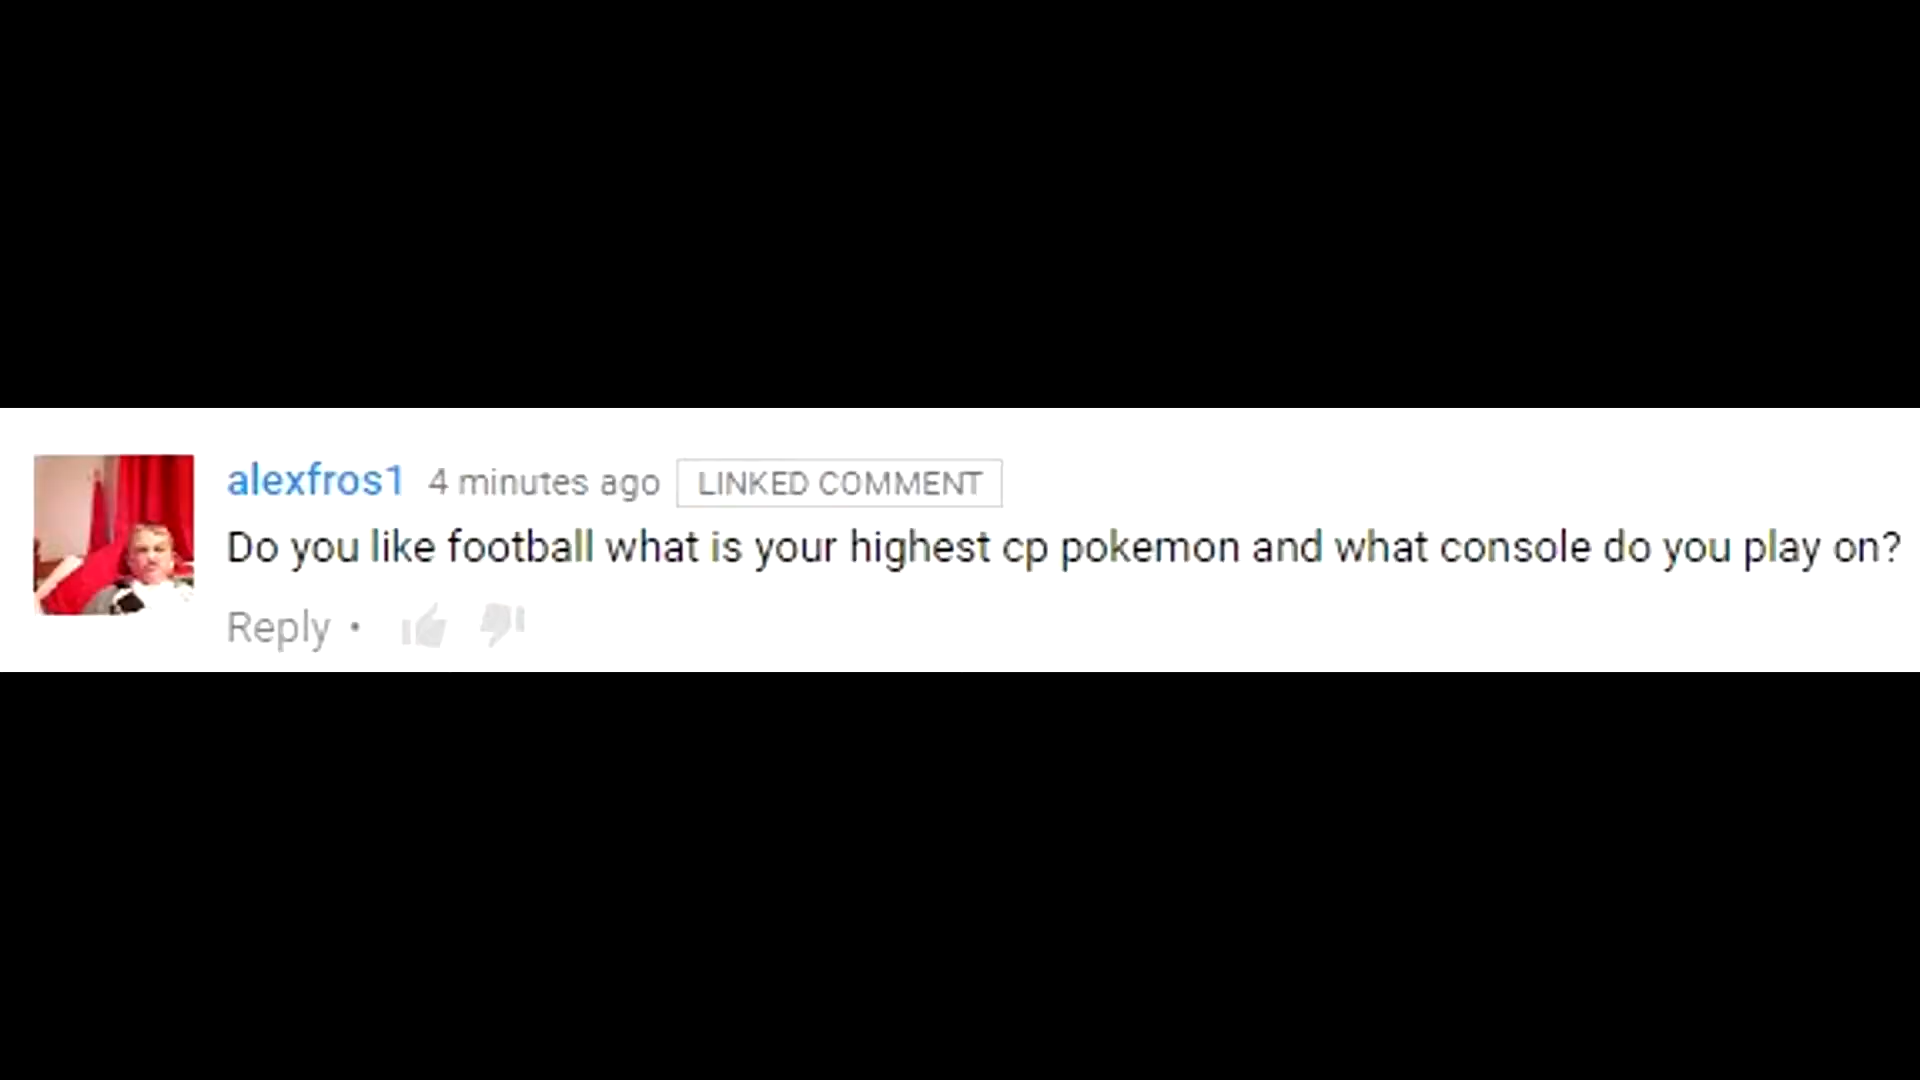 alexfros1 4 minutes ago LINKED COMMENT
Do you like football what is your highest cp pokemon and what console do you play on?
Reply •